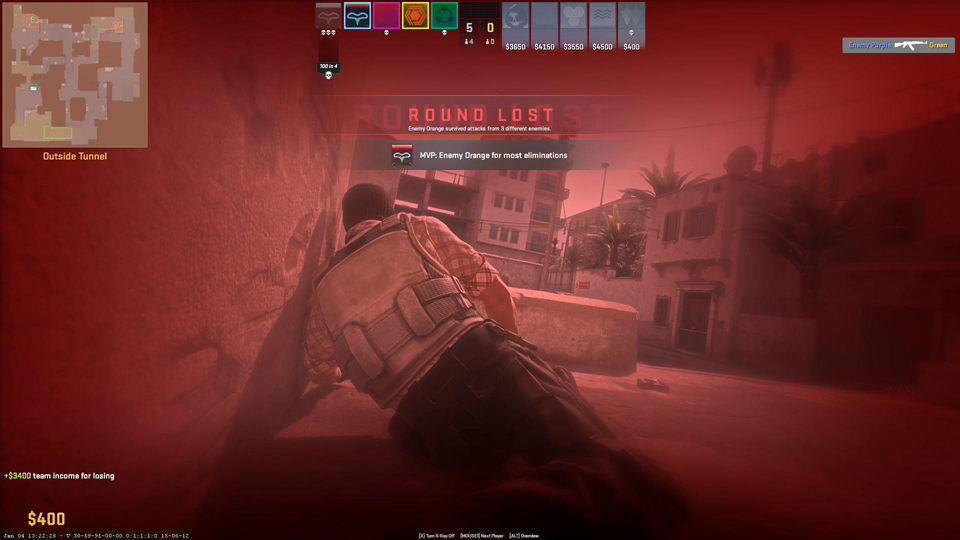 5 0
4 0
$3650 $4150 $3550 $4500 $400
100 in 4
Enemy Purple Green
ROUND LOST
Enemy Orange survived attacks from 3 different enemies.
MVP: Enemy Orange for most eliminations
Outside Tunnel
+$3400 team income for losing
$400
[X] Turn X-Ray Off [MOUSE1] Next Player [ALT] Overview